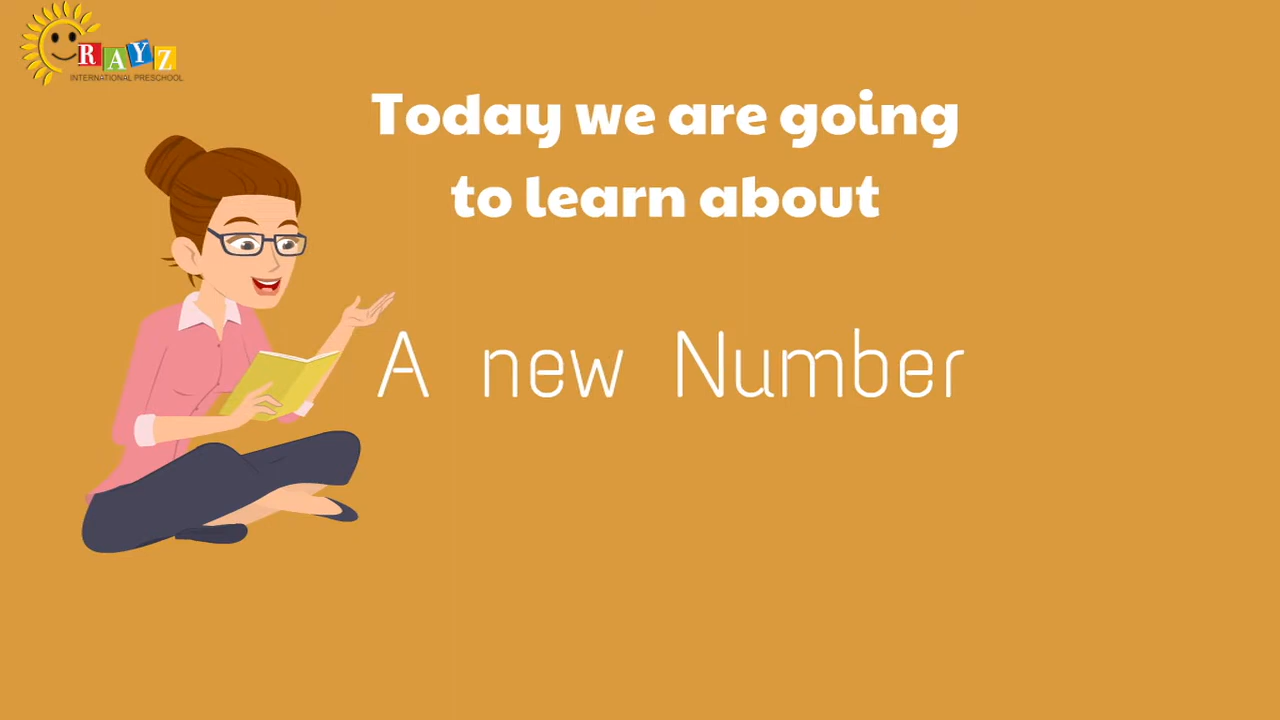 RAYZ
INTERNATIONAL PRESCHOOL
Today we are going
to learn about
A new Number